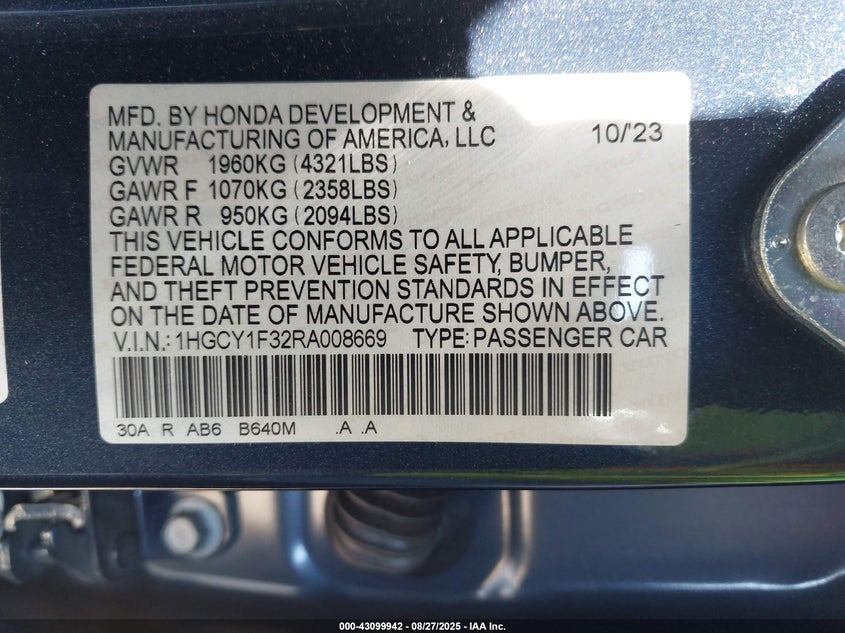 MFD. BY HONDA DEVELOPMENT &
MANUFACTURING OF AMERICA, LLC 10/'23
GVWR 1960KG (4321LBS)
GAWR F 1070KG (2358LBS)
GAWR R 950KG (2094LBS)
THIS VEHICLE CONFORMS TO ALL APPLICABLE
FEDERAL MOTOR VEHICLE SAFETY, BUMPER,
AND THEFT PREVENTION STANDARDS IN EFFECT
ON THE DATE OF MANUFACTURE SHOWN ABOVE.
V.I.N.: 1HGCY1F32RA008669 TYPE: PASSENGER CAR
30A R AB6 B640M .A .A
000-43099942 - 08/27/2025 - IAA Inc.